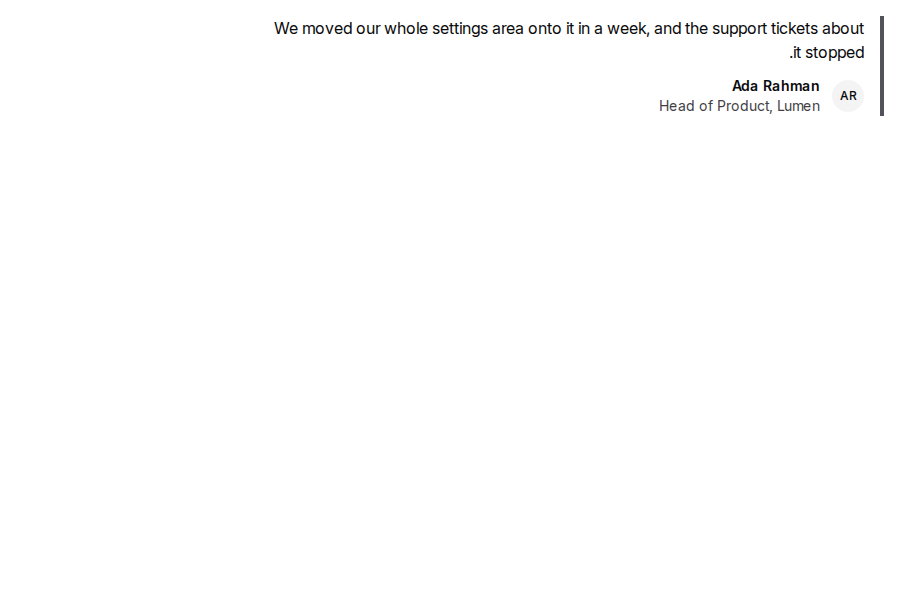 We moved our whole settings area onto it in a week, and the support tickets about
it stopped.
Ada Rahman
Head of Product, Lumen
AR